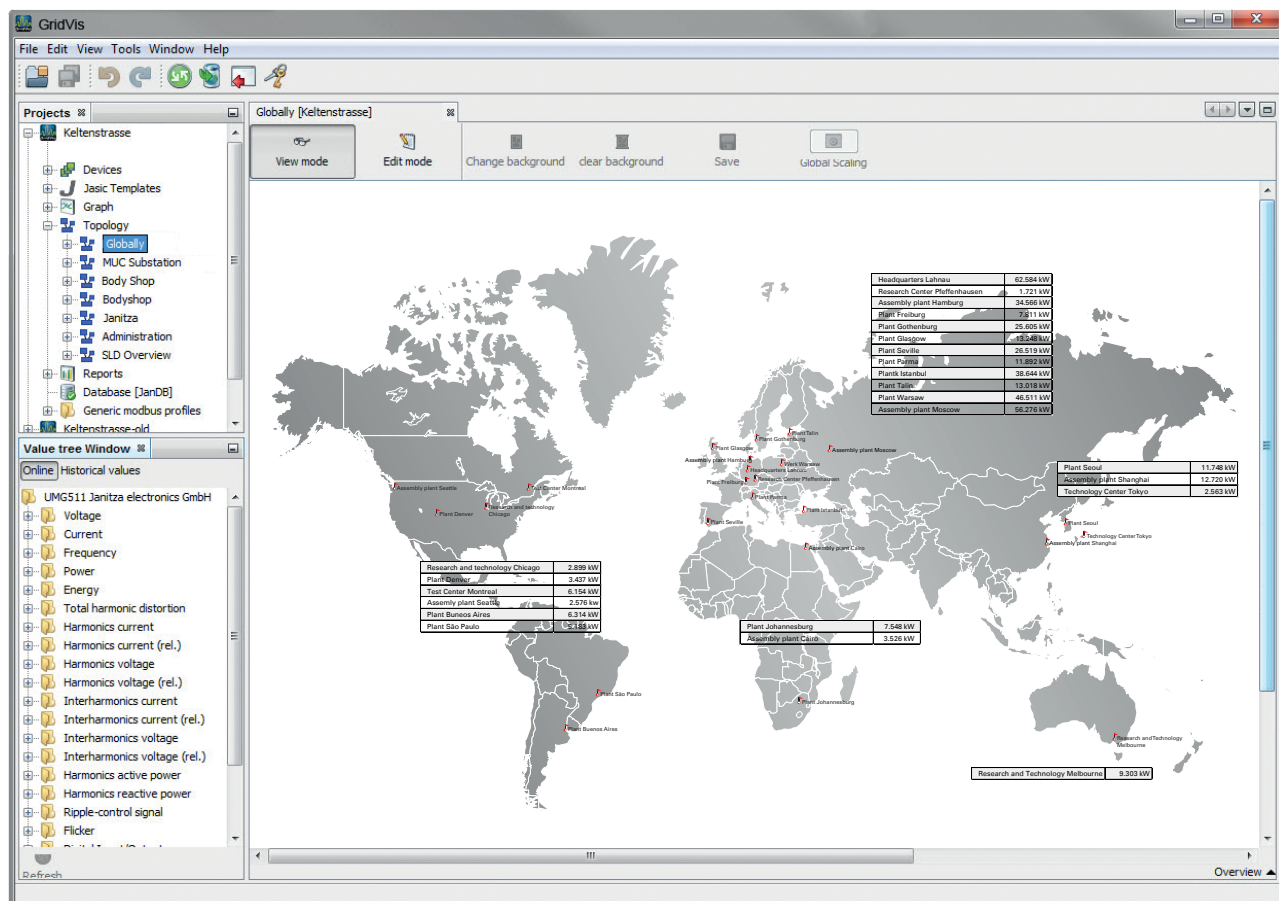 GridVis
File Edit View Tools Window Help
Projects
Keltenstrasse
Devices
Jasic Templates
Graph
Topology
Globally
MUC Substation
Body Shop
Bodyshop
Janitza
Administration
SLD Overview
Reports
Database [JanDB]
Generic modbus profiles
Keltenstrasse-old
Value tree Window
Online Historical values
UMG511 Janitza electronics GmbH
Voltage
Current
Frequency
Power
Energy
Total harmonic distortion
Harmonics current
Harmonics current (rel.)
Harmonics voltage
Harmonics voltage (rel.)
Interharmonics current
Interharmonics current (rel.)
Interharmonics voltage
Interharmonics voltage (rel.)
Harmonics active power
Harmonics reactive power
Ripple-control signal
Flicker
Refresh
Globally [Keltenstrasse]
View mode
Edit mode
Change background
clear background
Save
Global Scaling
Headquarters Lahnau 62.584 kW
Research Center Pfeffenhausen 1.721 kW
Assembly plant Hamburg 34.566 kW
Plant Freiburg 7.811 kW
Plant Gothenburg 25.605 kW
Plant Glasgow 13.248 kW
Plant Seville 26.519 kW
Plant Parma 11.892 kW
Plantk Istanbul 38.644 kW
Plant Talin 13.018 kW
Plant Warsaw 46.511 kW
Assembly plant Moscow 56.276 kW
PlantTalin
Plant Gothenburg
Plant Glasgow
Assembly plant Moscow
Assembly plant Hamburg
Werk Warsaw
Headquarters Lahnau
Plant Freiburg
Research Center Pfeffenhausen
Plant Parma
Plant Istanbul
Plant Seville
Assembly plant Cairo
Plant Seoul 11.748 kW
Assembly plant Shanghai 12.720 kW
Technology Center Tokyo 2.563 kW
Plant Seoul
Technology Center Tokyo
Assembly plant Shanghai
Assembly plant Seattle
Test Center Montreal
Plant Denver
Research and technology
Chicago
Research and technology Chicago 2.899 kW
Plant Denver 3.437 kW
Test Center Montreal 6.154 kW
Assemly plant Seattle 2.576 kw
Plant Buneos Aires 6.314 kW
Plant São Paulo 5.183 kW
Plant Johannesburg 7.548 kW
Assembly plant Cairo 3.526 kW
Plant São Paulo
Plant Buenos Aires
Plant Johannesburg
Research and Technology
Melbourne
Research and Technology Melbourne 9.303 kW
Overview